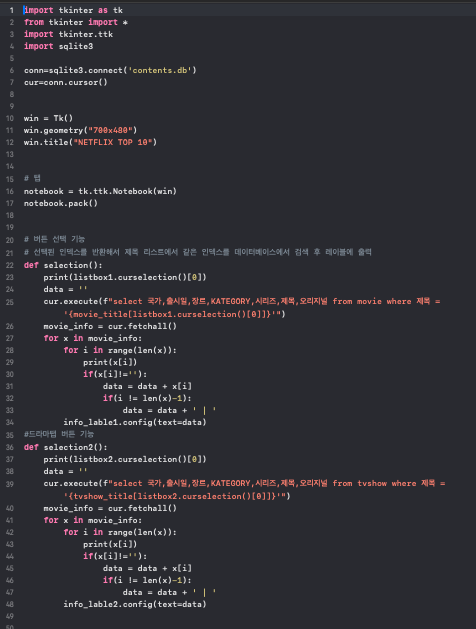 1 import tkinter as tk
2 from tkinter import *
3 import tkinter.ttk
4 import sqlite3
5
6 conn=sqlite3.connect('contents.db')
7 cur=conn.cursor()
8
9
10 win = Tk()
11 win.geometry("700x480")
12 win.title("NETFLIX TOP 10")
13
14
15 # 탭
16 notebook = tk.ttk.Notebook(win)
17 notebook.pack()
18
19
20 # 버튼 선택 기능
21 # 선택된 인덱스를 반환해서 제목 리스트에서 같은 인덱스를 데이터베이스에서 검색 후 레이블에 출력
22 def selection():
23 print(listbox1.curselection()[0])
24 data = ''
25 cur.execute(f"select 국가,출시일,장르,KATEGORY,시리즈,제목,오리지널 from movie where 제목 =
'{movie_title[listbox1.curselection()[0]]}'")
26 movie_info = cur.fetchall()
27 for x in movie_info:
28 for i in range(len(x)):
29 print(x[i])
30 if(x[i]!=''):
31 data = data + x[i]
32 if(i != len(x)-1):
33 data = data + ' | '
34 info_lable1.config(text=data)
35 #드라마탭 버튼 기능
36 def selection2():
37 print(listbox2.curselection()[0])
38 data = ''
39 cur.execute(f"select 국가,출시일,장르,KATEGORY,시리즈,제목,오리지널 from tvshow where 제목 =
'{tvshow_title[listbox2.curselection()[0]]}'")
40 movie_info = cur.fetchall()
41 for x in movie_info:
42 for i in range(len(x)):
43 print(x[i])
44 if(x[i]!=''):
45 data = data + x[i]
46 if(i != len(x)-1):
47 data = data + ' | '
48 info_lable2.config(text=data)
49
50